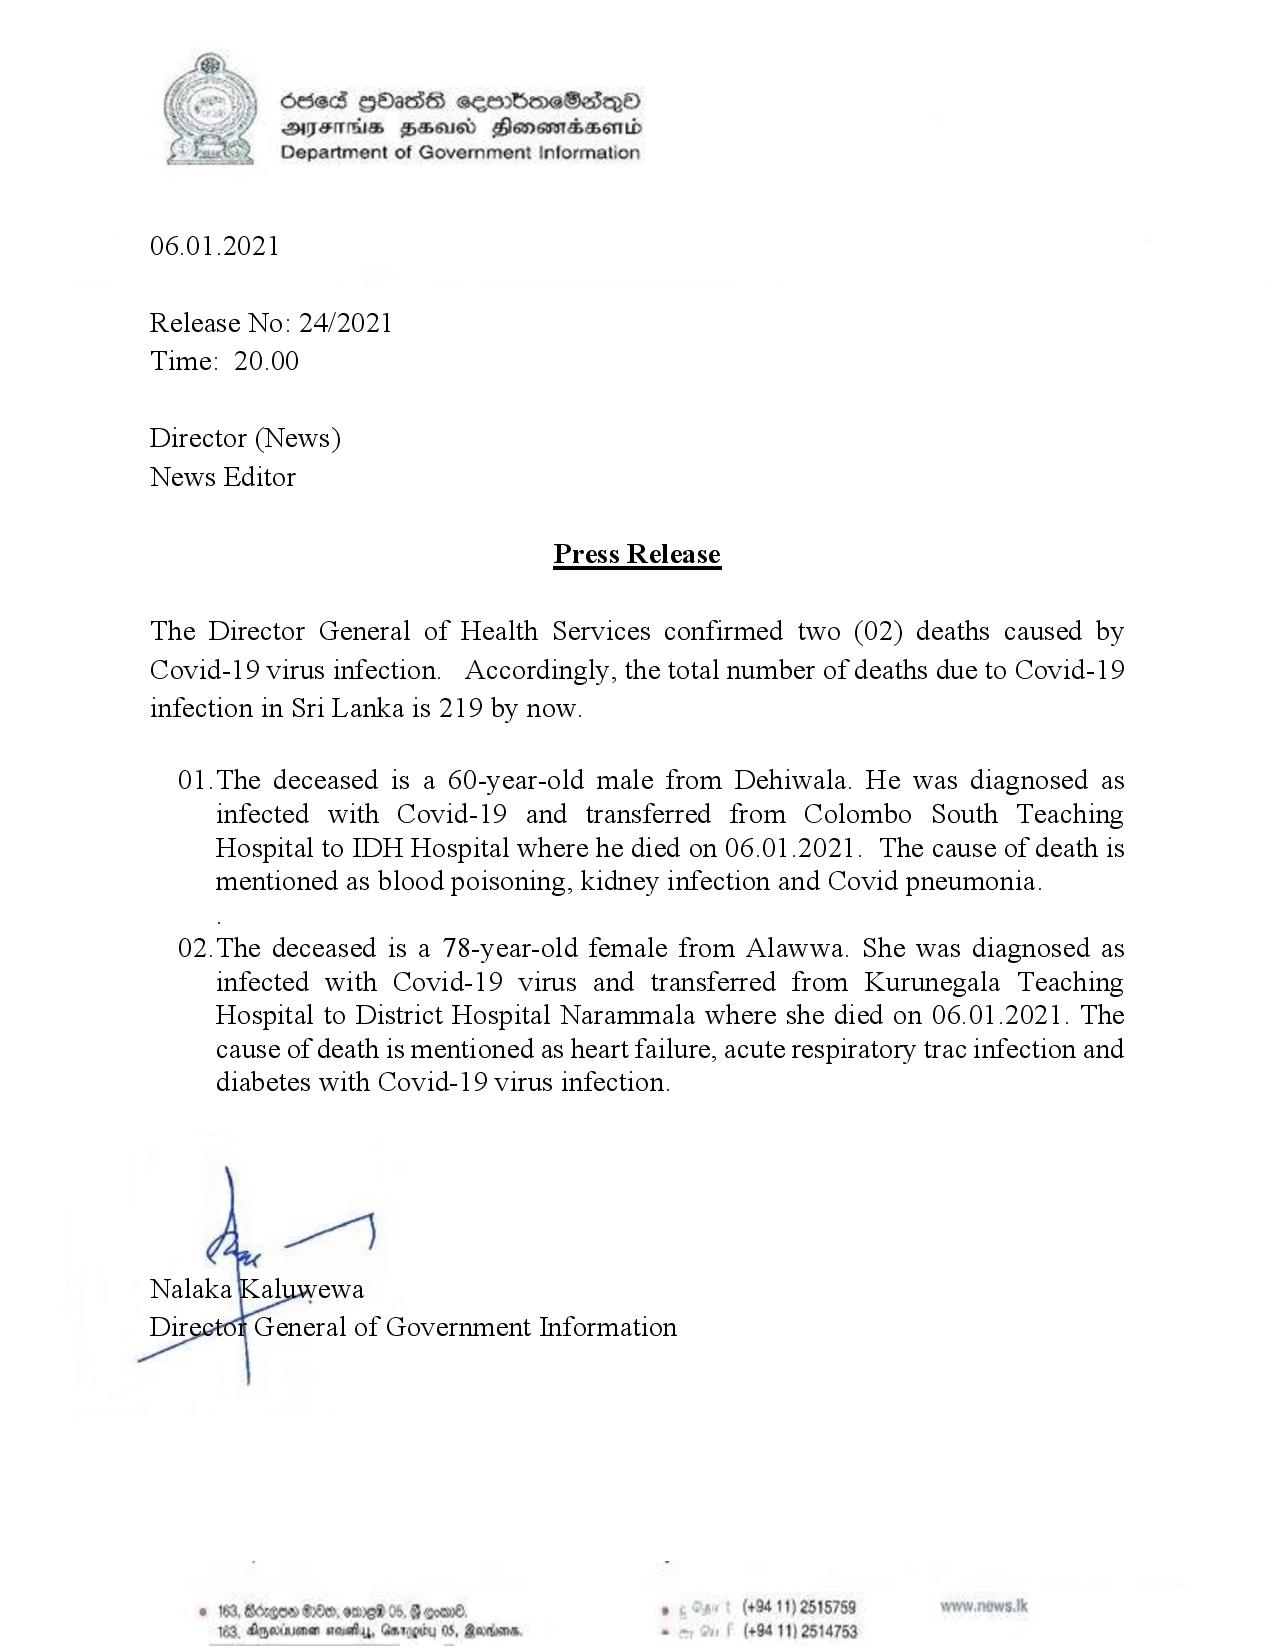 රජයේ ප්‍රවෘත්ති දෙපාර්තමේන්තුව
அரசாங்க தகவல் திணைக்களம்
Department of Government Information
06.01.2021
Release No: 24/2021
Time: 20.00
Director (News)
News Editor
Press Release
The Director General of Health Services confirmed two (02) deaths caused by
Covid-19 virus infection. Accordingly, the total number of deaths due to Covid-19
infection in Sri Lanka is 219 by now.
01. The deceased is a 60-year-old male from Dehiwala. He was diagnosed as
infected with Covid-19 and transferred from Colombo South Teaching
Hospital to IDH Hospital where he died on 06.01.2021. The cause of death is
mentioned as blood poisoning, kidney infection and Covid pneumonia.
.
02. The deceased is a 78-year-old female from Alawwa. She was diagnosed as
infected with Covid-19 virus and transferred from Kurunegala Teaching
Hospital to District Hospital Narammala where she died on 06.01.2021. The
cause of death is mentioned as heart failure, acute respiratory trac infection and
diabetes with Covid-19 virus infection.
Nalaka Kaluwewa
Director General of Government Information
163, කිරුලපන මාවත, කොළඹ 05, ශ්‍රී ලංකාව.
163, கிருலப்பனை எவனியூ, கொழும்பு 05, இலங்கை.
(+94 11) 2515759
(+94 11) 2514753
www.news.lk